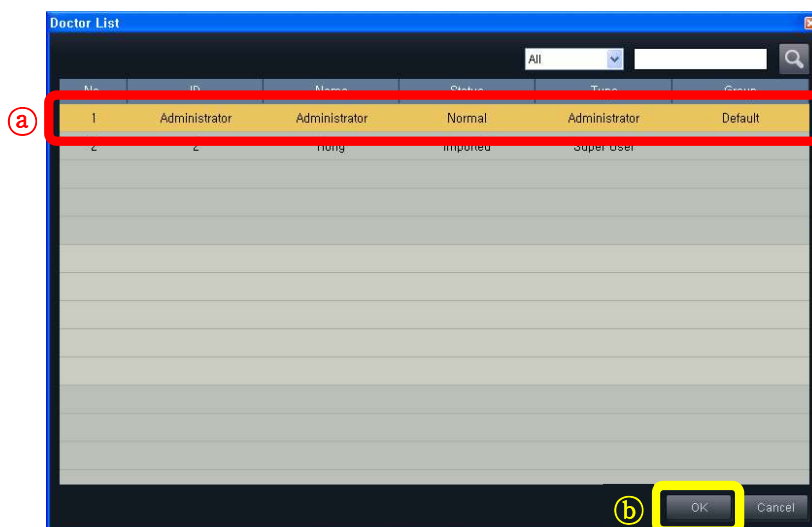 Doctor List
All
No ID Name Status Type Group
ⓐ 1 Administrator Administrator Normal Administrator Default
2 2 Hong Imported Super User
ⓑ OK Cancel